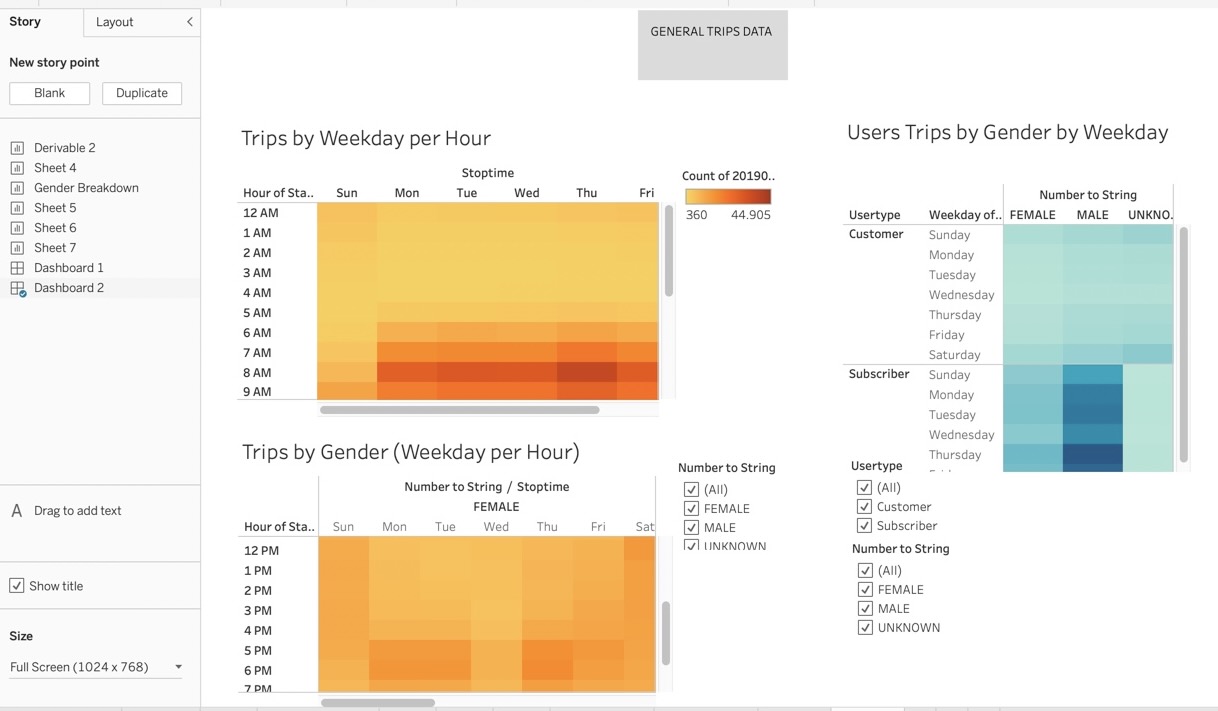 Story
Layout
New story point
Blank
Duplicate
Derivable 2
Sheet 4
Gender Breakdown
Sheet 5
Sheet 6
Sheet 7
Dashboard 1
Dashboard 2
A Drag to add text
Show title
Size
Full Screen (1024 x 768)
GENERAL TRIPS DATA
Trips by Weekday per Hour
Stoptime
Hour of Sta.. Sun Mon Tue Wed Thu Fri
12 AM
1 AM
2 AM
3 AM
4 AM
5 AM
6 AM
7 AM
8 AM
9 AM
Count of 20190..
360 44.905
Trips by Gender (Weekday per Hour)
Number to String / Stoptime
FEMALE
Hour of Sta.. Sun Mon Tue Wed Thu Fri Sat
12 PM
1 PM
2 PM
3 PM
4 PM
5 PM
6 PM
7 PM
Number to String
(All)
FEMALE
MALE
UNKNOWN
Users Trips by Gender by Weekday
Number to String
Usertype Weekday of.. FEMALE MALE UNKNO.
Customer Sunday
Monday
Tuesday
Wednesday
Thursday
Friday
Saturday
Subscriber Sunday
Monday
Tuesday
Wednesday
Thursday
Usertype
(All)
Customer
Subscriber
Number to String
(All)
FEMALE
MALE
UNKNOWN